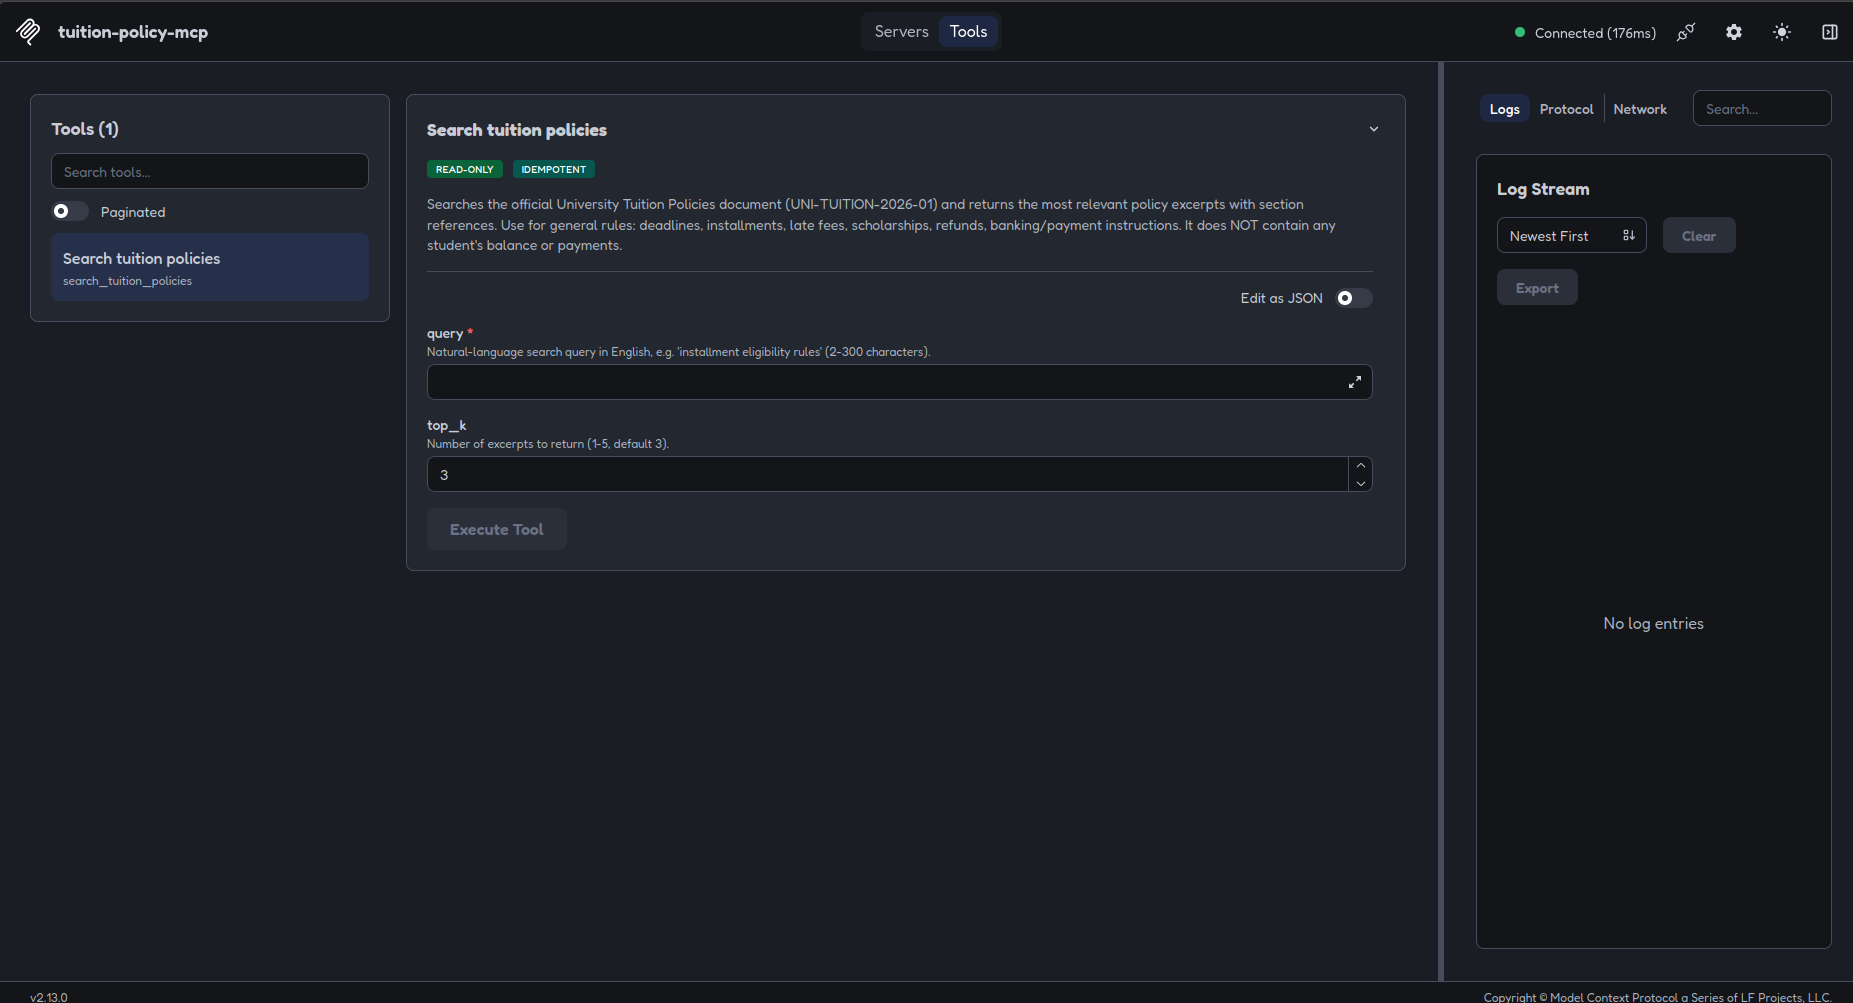 tuition-policy-mcp
Servers
Tools
Connected (176ms)
Tools (1)
Search tools...
Paginated
Search tuition policies
search_tuition_policies
Search tuition policies
READ-ONLY
IDEMPOTENT
Searches the official University Tuition Policies document (UNI-TUITION-2026-01) and returns the most relevant policy excerpts with section
references. Use for general rules: deadlines, installments, late fees, scholarships, refunds, banking/payment instructions. It does NOT contain any
student's balance or payments.
Edit as JSON
query *
Natural-language search query in English, e.g. 'installment eligibility rules' (2-300 characters).
top_k
Number of excerpts to return (1-5, default 3).
3
Execute Tool
Logs
Protocol
Network
Search...
Log Stream
Newest First
Clear
Export
No log entries
v2.13.0
Copyright © Model Context Protocol a Series of LF Projects, LLC.